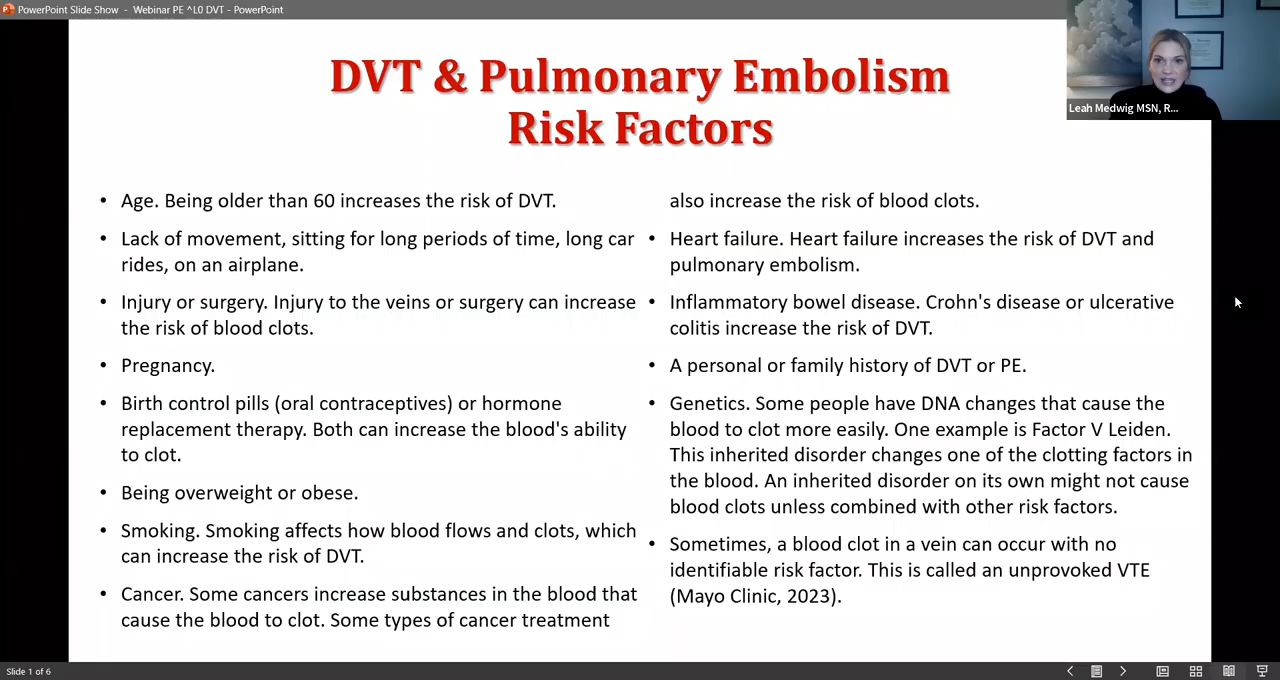 PowerPoint Slide Show - Webinar PE ^L0 DVT - PowerPoint
Leah Medwig MSN, R...
DVT & Pulmonary Embolism
Risk Factors
• Age. Being older than 60 increases the risk of DVT.
• Lack of movement, sitting for long periods of time, long car
rides, on an airplane.
• Injury or surgery. Injury to the veins or surgery can increase
the risk of blood clots.
• Pregnancy.
• Birth control pills (oral contraceptives) or hormone
replacement therapy. Both can increase the blood's ability
to clot.
• Being overweight or obese.
• Smoking. Smoking affects how blood flows and clots, which
can increase the risk of DVT.
• Cancer. Some cancers increase substances in the blood that
cause the blood to clot. Some types of cancer treatment
also increase the risk of blood clots.
• Heart failure. Heart failure increases the risk of DVT and
pulmonary embolism.
• Inflammatory bowel disease. Crohn's disease or ulcerative
colitis increase the risk of DVT.
• A personal or family history of DVT or PE.
• Genetics. Some people have DNA changes that cause the
blood to clot more easily. One example is Factor V Leiden.
This inherited disorder changes one of the clotting factors in
the blood. An inherited disorder on its own might not cause
blood clots unless combined with other risk factors.
• Sometimes, a blood clot in a vein can occur with no
identifiable risk factor. This is called an unprovoked VTE
(Mayo Clinic, 2023).
Slide 1 of 6